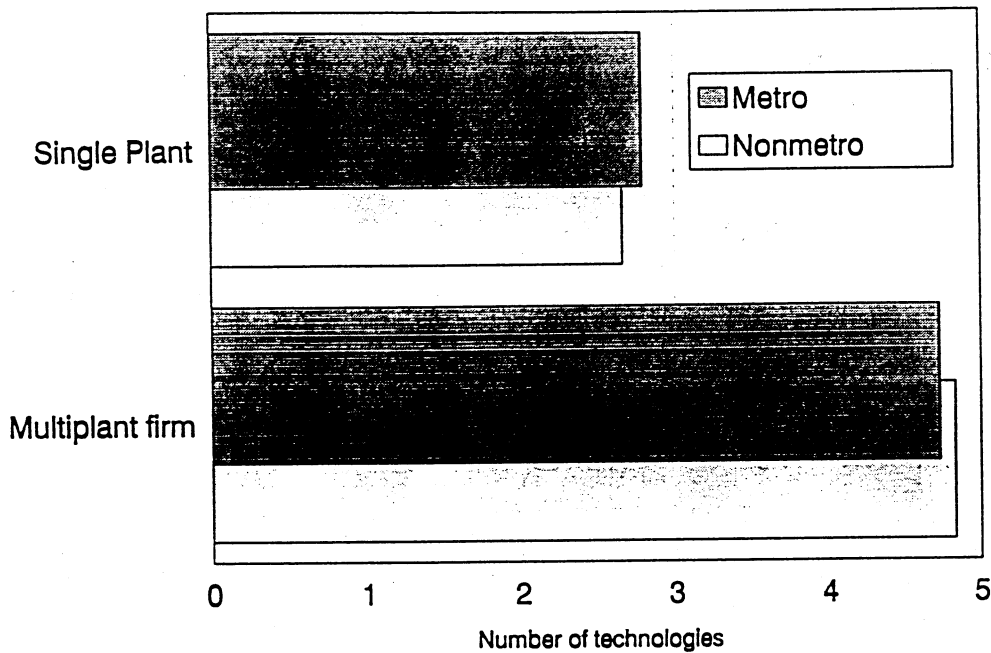 Metro
Nonmetro
Single Plant
Multiplant firm
0 1 2 3 4 5
Number of technologies